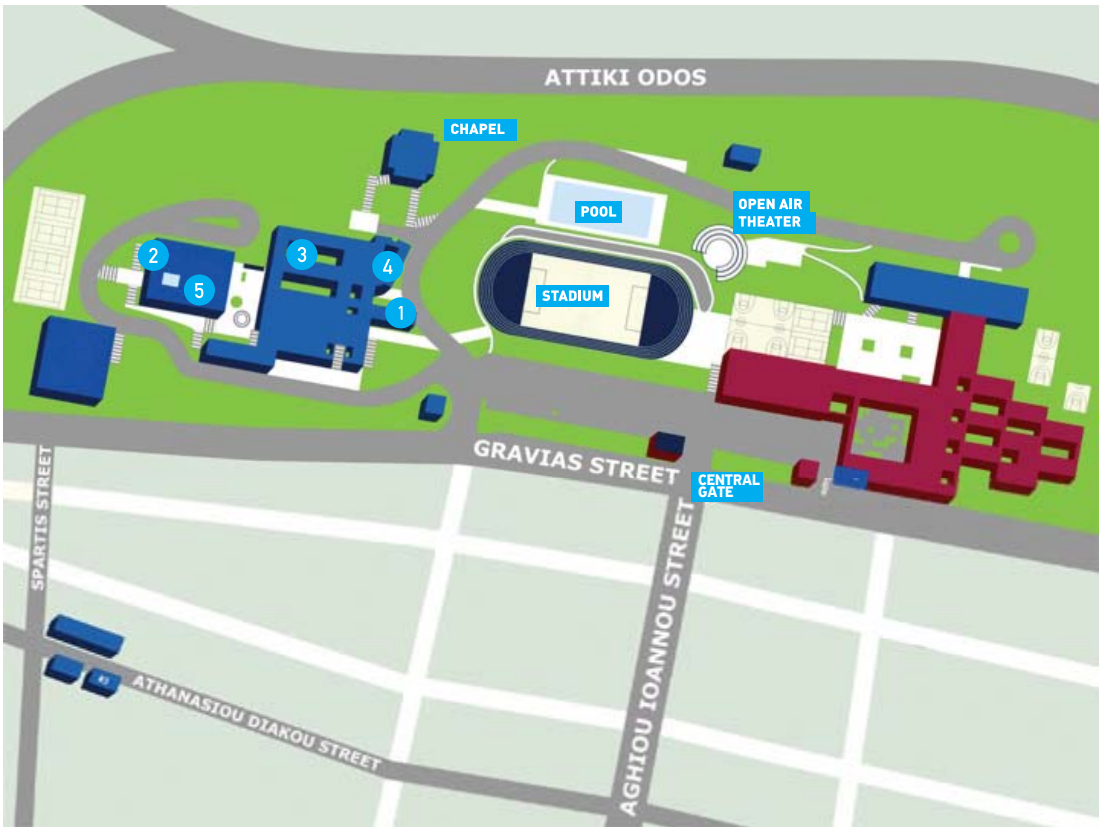 ATTIKI ODOS
CHAPEL
POOL
OPEN AIR
THEATER
2
3
4
5
1
STADIUM
GRAVIAS STREET
CENTRAL
GATE
SPARTIS STREET
AGHIOU IOANNOU STREET
ATHANASIOU DIAKOU STREET